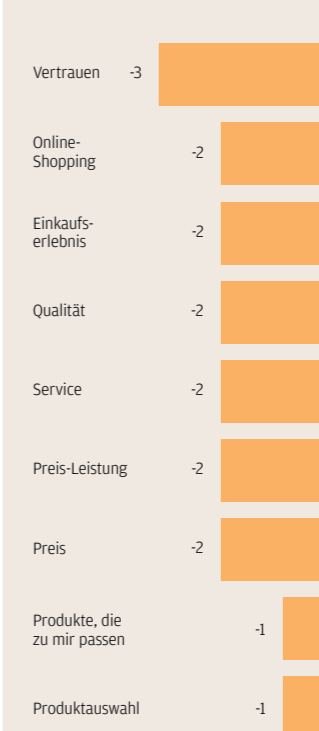 Vertrauen -3
Online-
Shopping -2
Einkaufs-
erlebnis -2
Qualität -2
Service -2
Preis-Leistung -2
Preis -2
Produkte, die
zu mir passen -1
Produktauswahl -1